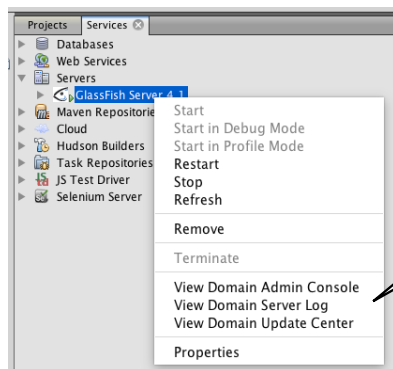 Projects Services
Databases
Web Services
Servers
GlassFish Server 4.1
Maven Repositorie
Cloud
Hudson Builders
Task Repositories
JS Test Driver
Selenium Server
Start
Start in Debug Mode
Start in Profile Mode
Restart
Stop
Refresh
Remove
Terminate
View Domain Admin Console
View Domain Server Log
View Domain Update Center
Properties